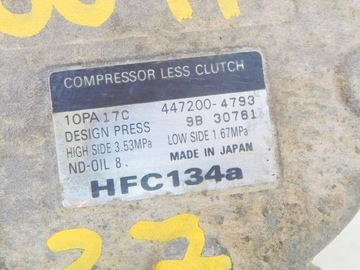 COMPRESSOR LESS CLUTCH
10PA17C 447200-4793
DESIGN PRESS 9B 30761
HIGH SIDE 3.53MPa LOW SIDE 1.67MPa
ND-OIL 8. MADE IN JAPAN
HFC134a
27